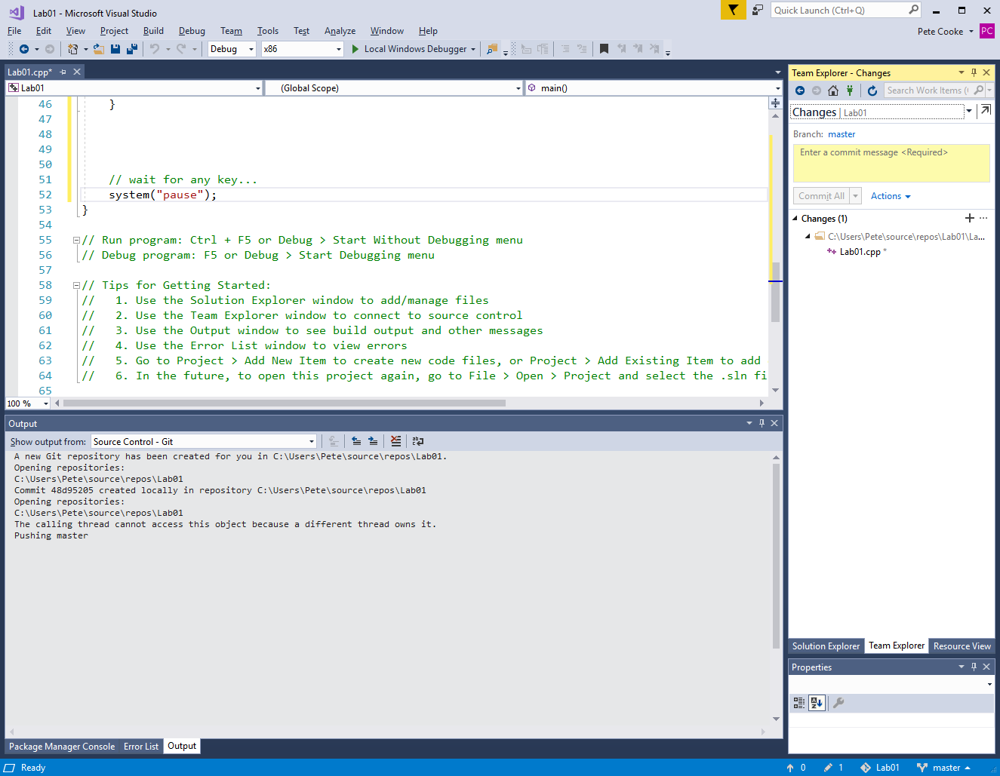 Lab01 - Microsoft Visual Studio
Quick Launch (Ctrl+Q)
File Edit View Project Build Debug Team Tools Test Analyze Window Help
Pete Cooke PC
Debug x86 Local Windows Debugger
Lab01.cpp*
Lab01 (Global Scope) main()
46 }
47
48
49
50
51 // wait for any key...
52 system("pause");
53 }
54
55 // Run program: Ctrl + F5 or Debug > Start Without Debugging menu
56 // Debug program: F5 or Debug > Start Debugging menu
57
58 // Tips for Getting Started:
59 //   1. Use the Solution Explorer window to add/manage files
60 //   2. Use the Team Explorer window to connect to source control
61 //   3. Use the Output window to see build output and other messages
62 //   4. Use the Error List window to view errors
63 //   5. Go to Project > Add New Item to create new code files, or Project > Add Existing Item to add
64 //   6. In the future, to open this project again, go to File > Open > Project and select the .sln fi
65
100 %
Output
Show output from: Source Control - Git
A new Git repository has been created for you in C:\Users\Pete\source\repos\Lab01.
Opening repositories:
C:\Users\Pete\source\repos\Lab01
Commit 48d95205 created locally in repository C:\Users\Pete\source\repos\Lab01
Opening repositories:
C:\Users\Pete\source\repos\Lab01
The calling thread cannot access this object because a different thread owns it.
Pushing master
Package Manager Console Error List Output
Team Explorer - Changes
Search Work Items (
Changes | Lab01
Branch: master
Enter a commit message <Required>
Commit All Actions
Changes (1)
C:\Users\Pete\source\repos\Lab01\La...
Lab01.cpp *
Solution Explorer Team Explorer Resource View
Properties
Ready 0 1 Lab01 master